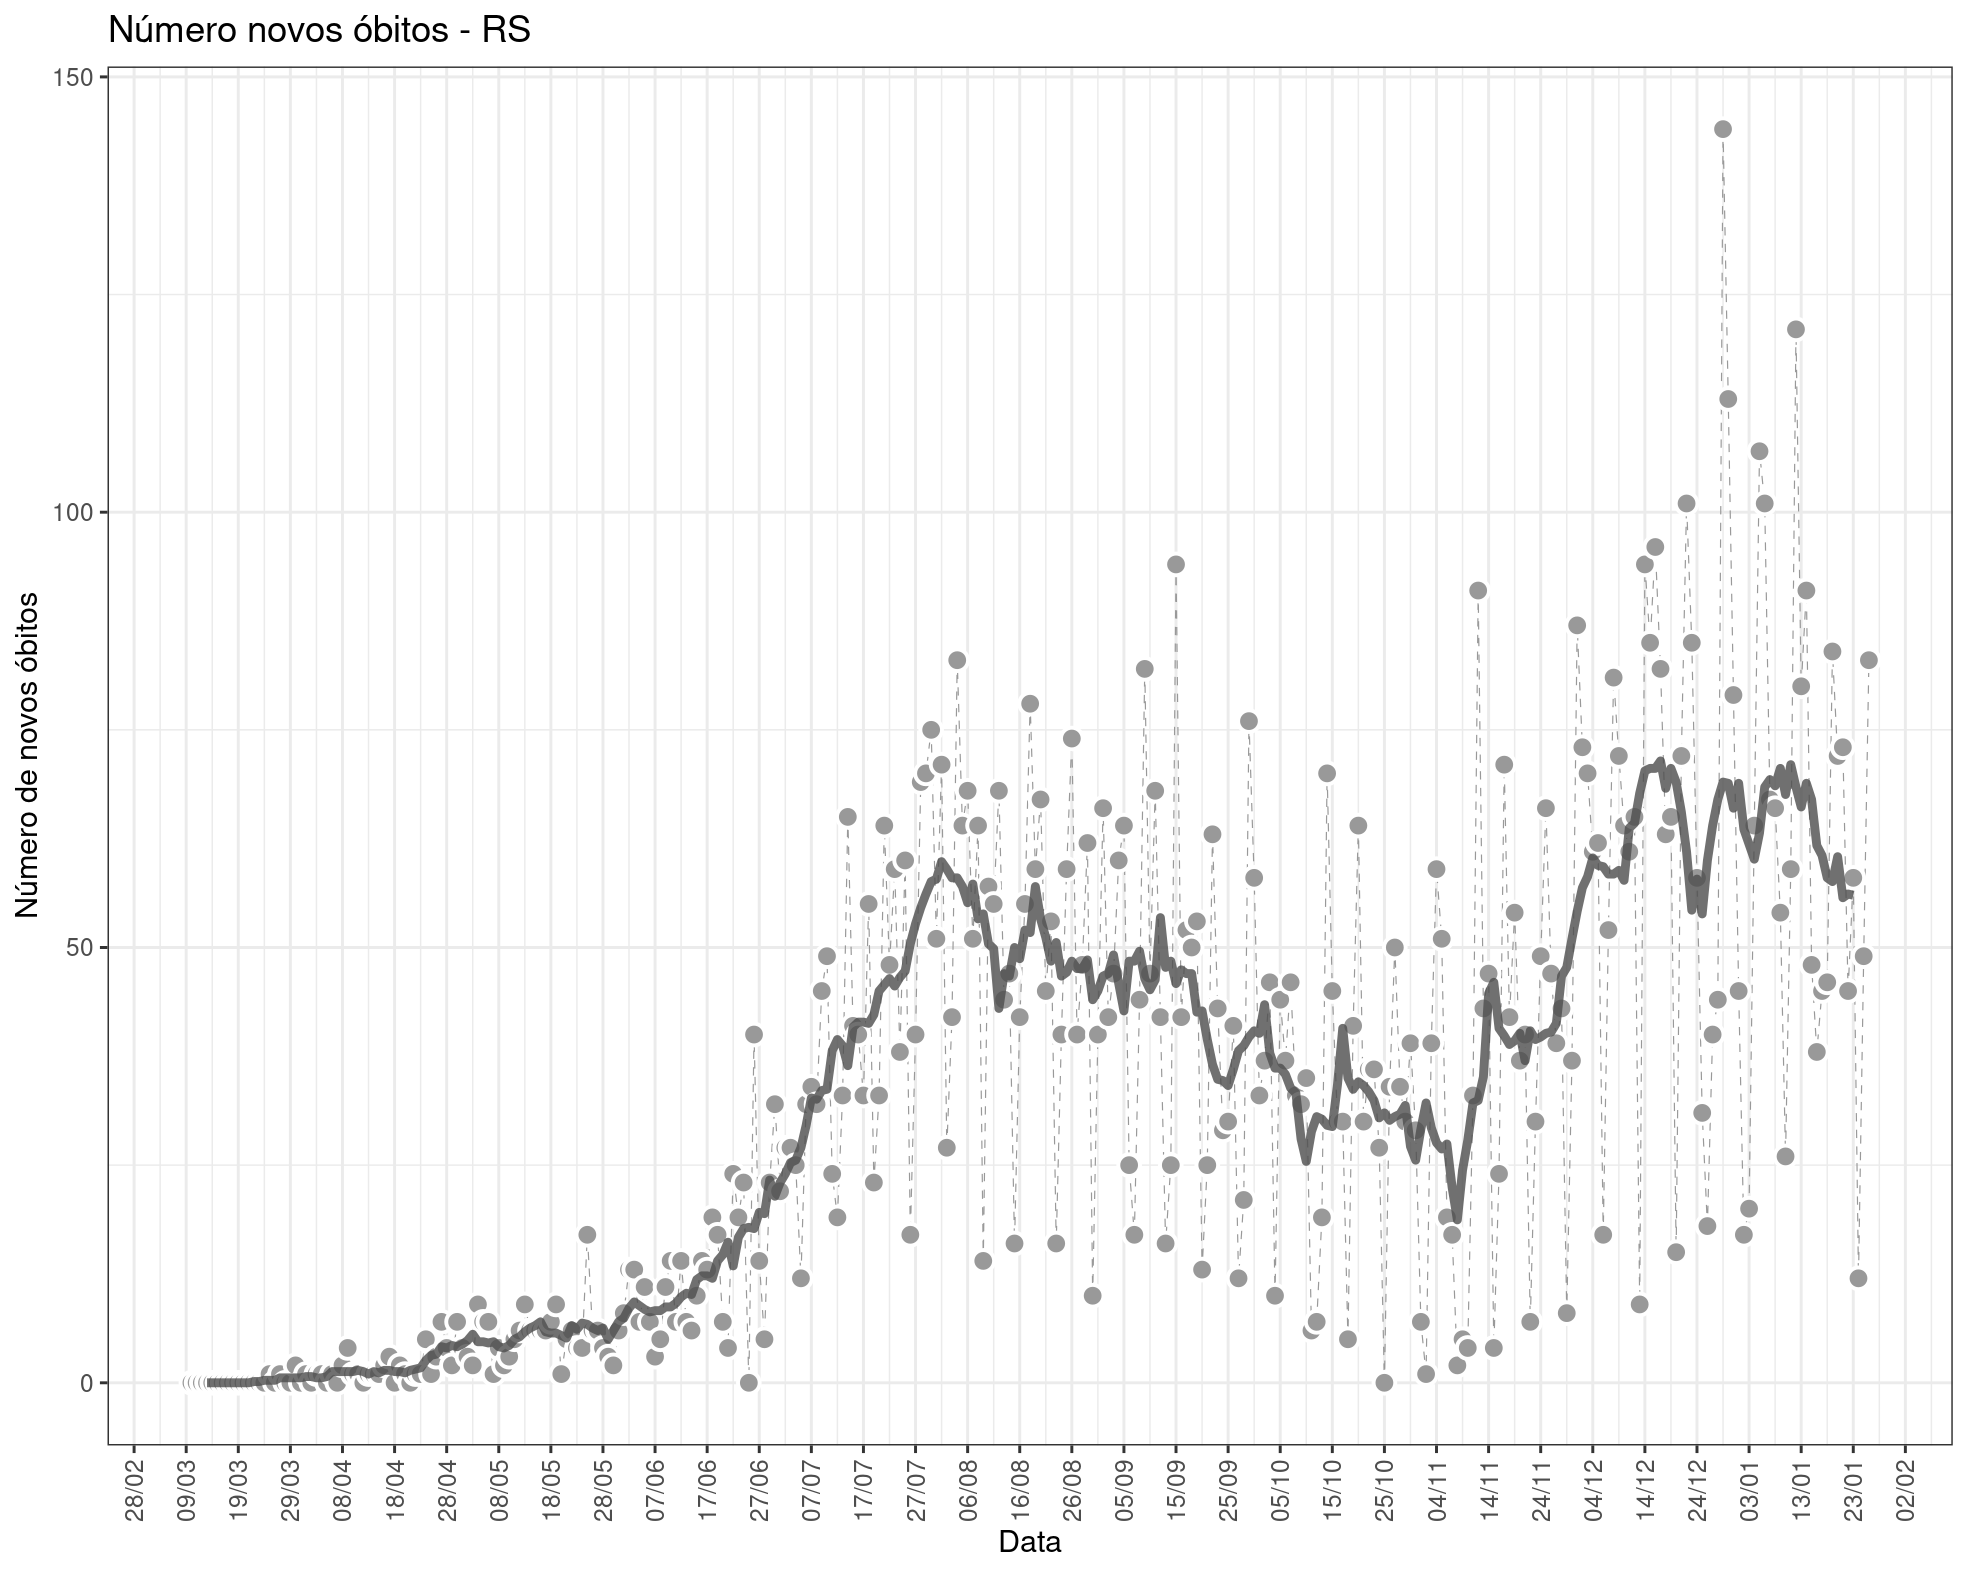 Número novos óbitos - RS
150
100
50
0
Número de novos óbitos
28/02 09/03 19/03 29/03 08/04 18/04 28/04 08/05 18/05 28/05 07/06 17/06 27/06 07/07 17/07 27/07 06/08 16/08 26/08 05/09 15/09 25/09 05/10 15/10 25/10 04/11 14/11 24/11 04/12 14/12 24/12 03/01 13/01 23/01 02/02
Data